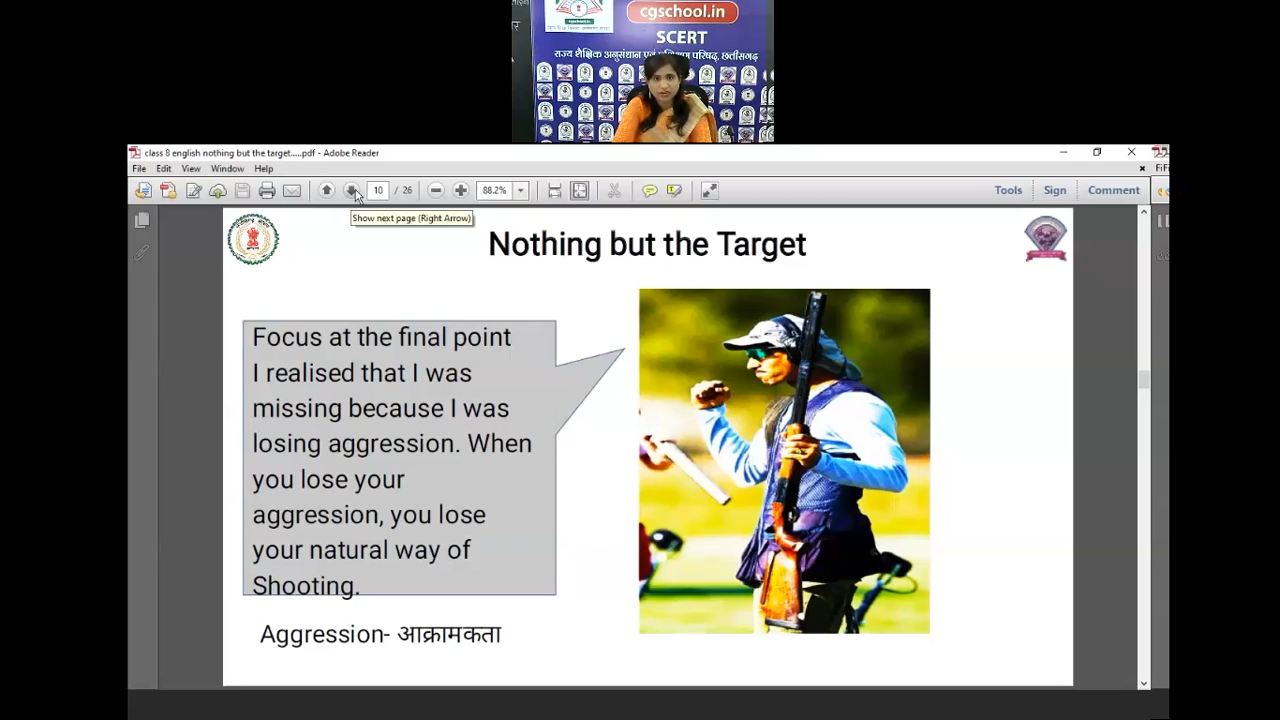 cgschool.in
SCERT
राज्य शैक्षिक अनुसंधान एवं प्रशिक्षण परिषद, छत्तीसगढ़
class 8 english nothing but the target.....pdf - Adobe Reader
File Edit View Window Help
10 / 26 88.2% Tools Sign Comment
Show next page (Right Arrow)
Nothing but the Target
Focus at the final point
I realised that I was
missing because I was
losing aggression. When
you lose your
aggression, you lose
your natural way of
Shooting.
Aggression- आक्रामकता